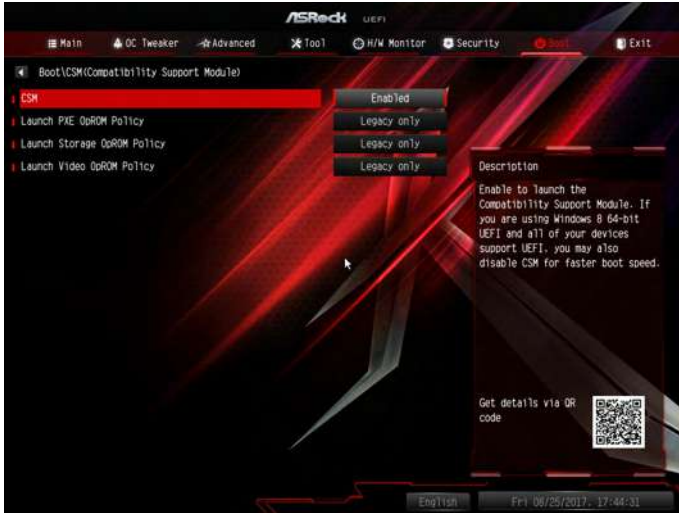 ASRock UEFI
Main OC Tweaker Advanced Tool H/W Monitor Security Boot Exit
Boot\CSM(Compatibility Support Module)
CSM Enabled
Launch PXE OpROM Policy Legacy only
Launch Storage OpROM Policy Legacy only
Launch Video OpROM Policy Legacy only
Description
Enable to launch the
Compatibility Support Module. If
you are using Windows 8 64-bit
UEFI and all of your devices
support UEFI, you may also
disable CSM for faster boot speed.
Get details via QR
code
English Fri 08/25/2017, 17:44:31